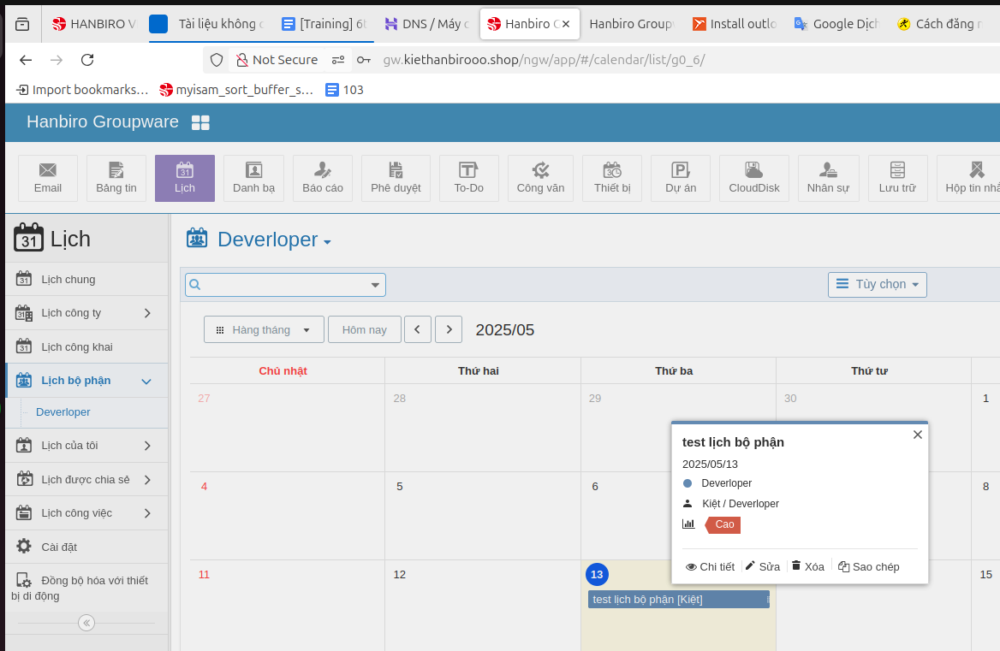 HANBIRO V
Tài liệu không
[Training] 6t
DNS / Máy c
Hanbiro C
Hanbiro Group
Install outlo
Google Dịch
Cách đăng
Not Secure
gw.kiethanbirooo.shop/ngw/app/#/calendar/list/g0_6/
Import bookmarks...
myisam_sort_buffer_s...
103
Hanbiro Groupware
Email
Bảng tin
Lịch
Danh bạ
Báo cáo
Phê duyệt
To-Do
Công văn
Thiết bị
Dự án
CloudDisk
Nhân sự
Lưu trữ
Hộp tin nhắ
31 Lịch
Lịch chung
Lịch công ty
Lịch công khai
Lịch bộ phận
Deverloper
Lịch của tôi
Lịch được chia sẻ
Lịch công việc
Cài đặt
Đồng bộ hóa với thiết
bị di động
Deverloper
Tùy chọn
Hàng tháng
Hôm nay
2025/05
Chủ nhật
Thứ hai
Thứ ba
Thứ tư
27
28
29
30
1
4
5
6
8
11
12
13
15
test lịch bộ phận [Kiệt]
test lịch bộ phận
2025/05/13
Deverloper
Kiệt / Deverloper
Cao
Chi tiết
Sửa
Xóa
Sao chép